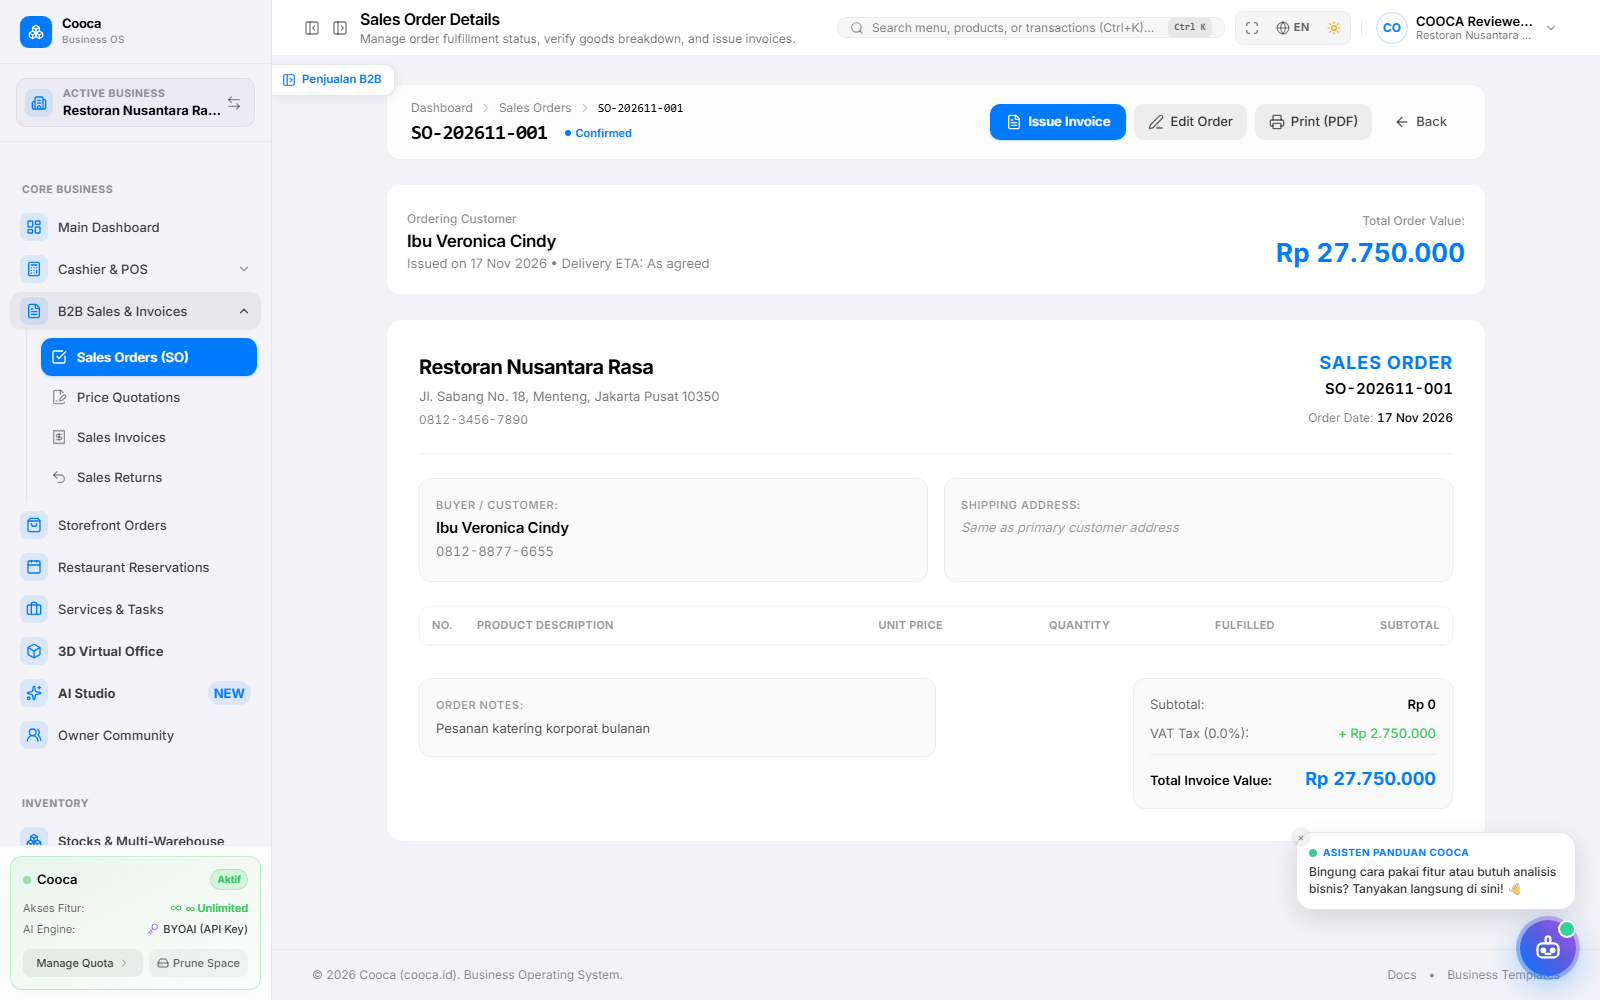 Cooca
Business OS
ACTIVE BUSINESS
Restoran Nusantara Ra...
CORE BUSINESS
Main Dashboard
Cashier & POS
B2B Sales & Invoices
Sales Orders (SO)
Price Quotations
Sales Invoices
Sales Returns
Storefront Orders
Restaurant Reservations
Services & Tasks
3D Virtual Office
AI Studio NEW
Owner Community
INVENTORY
Stocks & Multi-Warehouse
Cooca Aktif
Akses Fitur: ∞ Unlimited
AI Engine: BYOAI (API Key)
Manage Quota
Prune Space
Sales Order Details
Manage order fulfillment status, verify goods breakdown, and issue invoices.
Search menu, products, or transactions (Ctrl+K)... Ctrl K
EN
CO
COOCA Reviewe...
Restoran Nusantara ...
Penjualan B2B
Dashboard Sales Orders SO-202611-001
SO-202611-001 Confirmed
Issue Invoice
Edit Order
Print (PDF)
Back
Ordering Customer
Ibu Veronica Cindy
Issued on 17 Nov 2026 • Delivery ETA: As agreed
Total Order Value:
Rp 27.750.000
Restoran Nusantara Rasa
Jl. Sabang No. 18, Menteng, Jakarta Pusat 10350
0812-3456-7890
SALES ORDER
SO-202611-001
Order Date: 17 Nov 2026
BUYER / CUSTOMER:
Ibu Veronica Cindy
0812-8877-6655
SHIPPING ADDRESS:
Same as primary customer address
NO. PRODUCT DESCRIPTION UNIT PRICE QUANTITY FULFILLED SUBTOTAL
ORDER NOTES:
Pesanan katering korporat bulanan
Subtotal: Rp 0
VAT Tax (0.0%): + Rp 2.750.000
Total Invoice Value: Rp 27.750.000
×
ASISTEN PANDUAN COOCA
Bingung cara pakai fitur atau butuh analisis
bisnis? Tanyakan langsung di sini! 👋
© 2026 Cooca (cooca.id). Business Operating System.
Docs • Business Templates